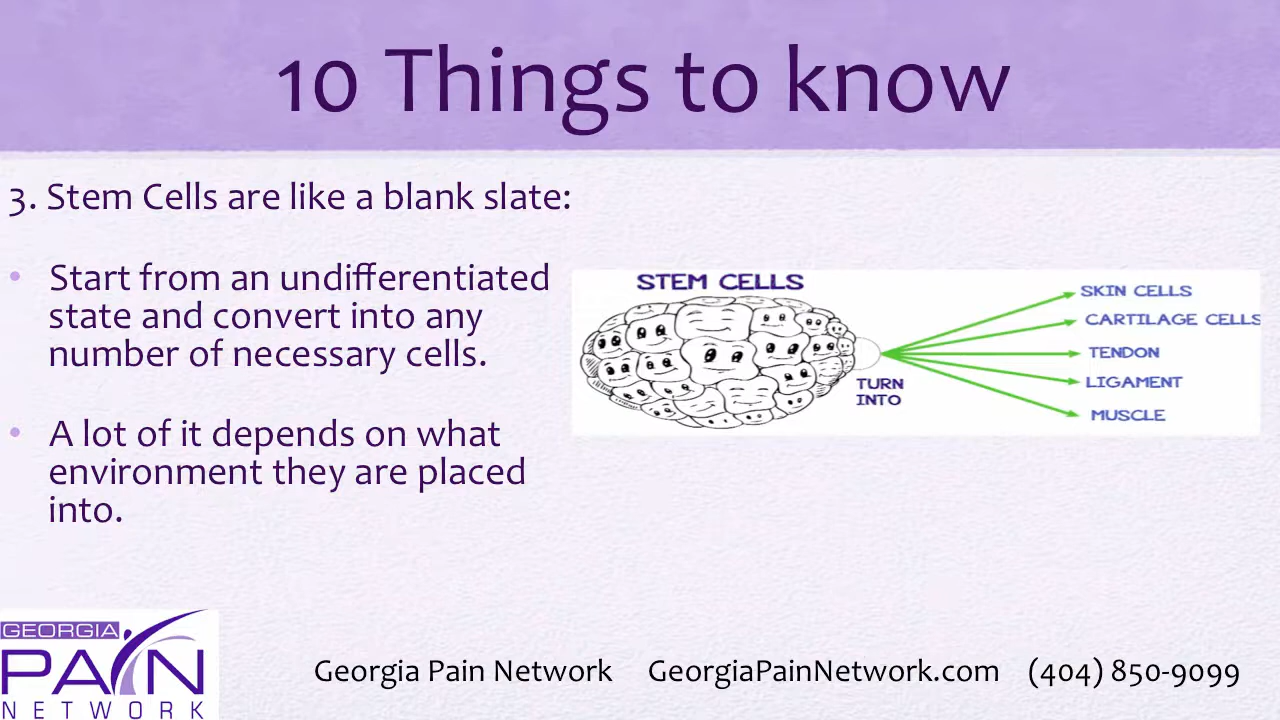 10 Things to know
3. Stem Cells are like a blank slate:
• Start from an undifferentiated
state and convert into any
number of necessary cells.
• A lot of it depends on what
environment they are placed
into.
STEM CELLS
TURN
INTO
SKIN CELLS
CARTILAGE CELLS
TENDON
LIGAMENT
MUSCLE
GEORGIA
PAIN
NETWORK
Georgia Pain Network GeorgiaPainNetwork.com (404) 850-9099